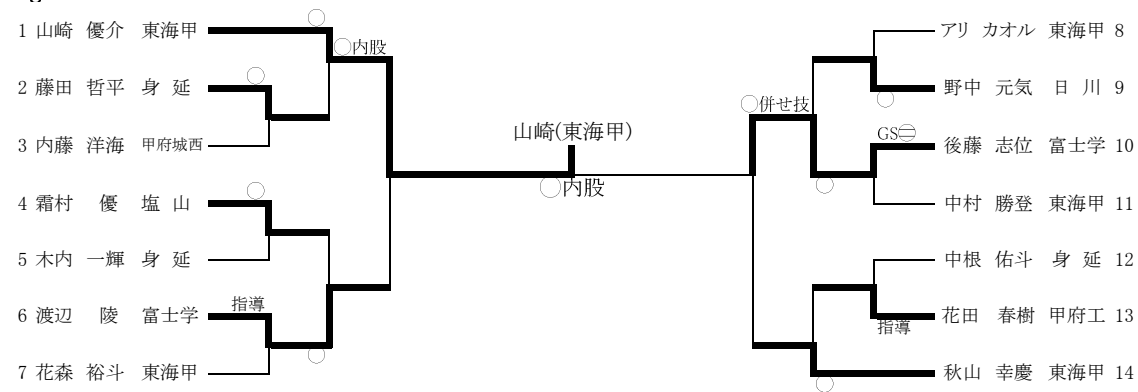 1 山崎 優介 東海甲
2 藤田 哲平 身 延
3 内藤 洋海 甲府城西
4 霜村 優 塩 山
5 木内 一輝 身 延
6 渡辺 陵 富士学
7 花森 裕斗 東海甲
○
○内股
○
○
指導
○
山崎(東海甲)
○内股
○併せ技
○
GS㊀
○
指導
○
アリ カオル 東海甲 8
野中 元気 日 川 9
後藤 志位 富士学 10
中村 勝登 東海甲 11
中根 佑斗 身 延 12
花田 春樹 甲府工 13
秋山 幸慶 東海甲 14